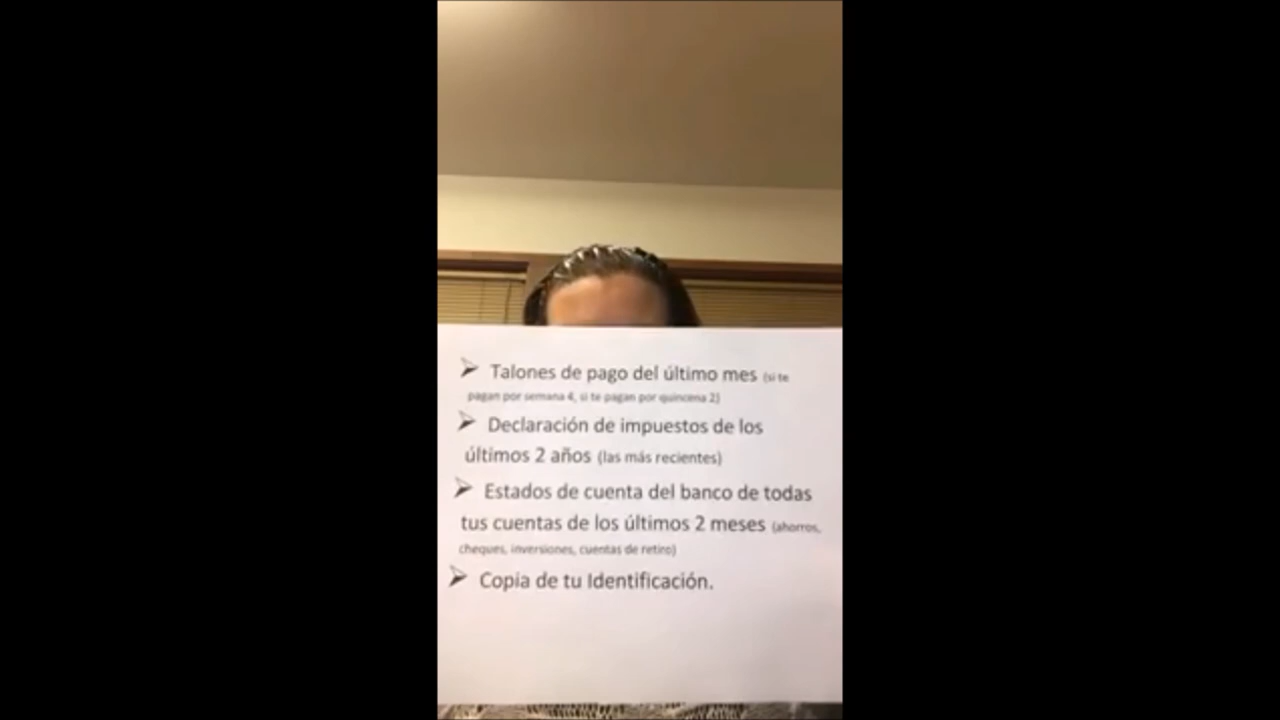 ➢ Talones de pago del último mes (si te
pagan por semana 4, si te pagan por quincena 2)
➢ Declaración de impuestos de los
últimos 2 años (las más recientes)
➢ Estados de cuenta del banco de todas
tus cuentas de los últimos 2 meses (ahorros,
cheques, inversiones, cuentas de retiro)
➢ Copia de tu Identificación.